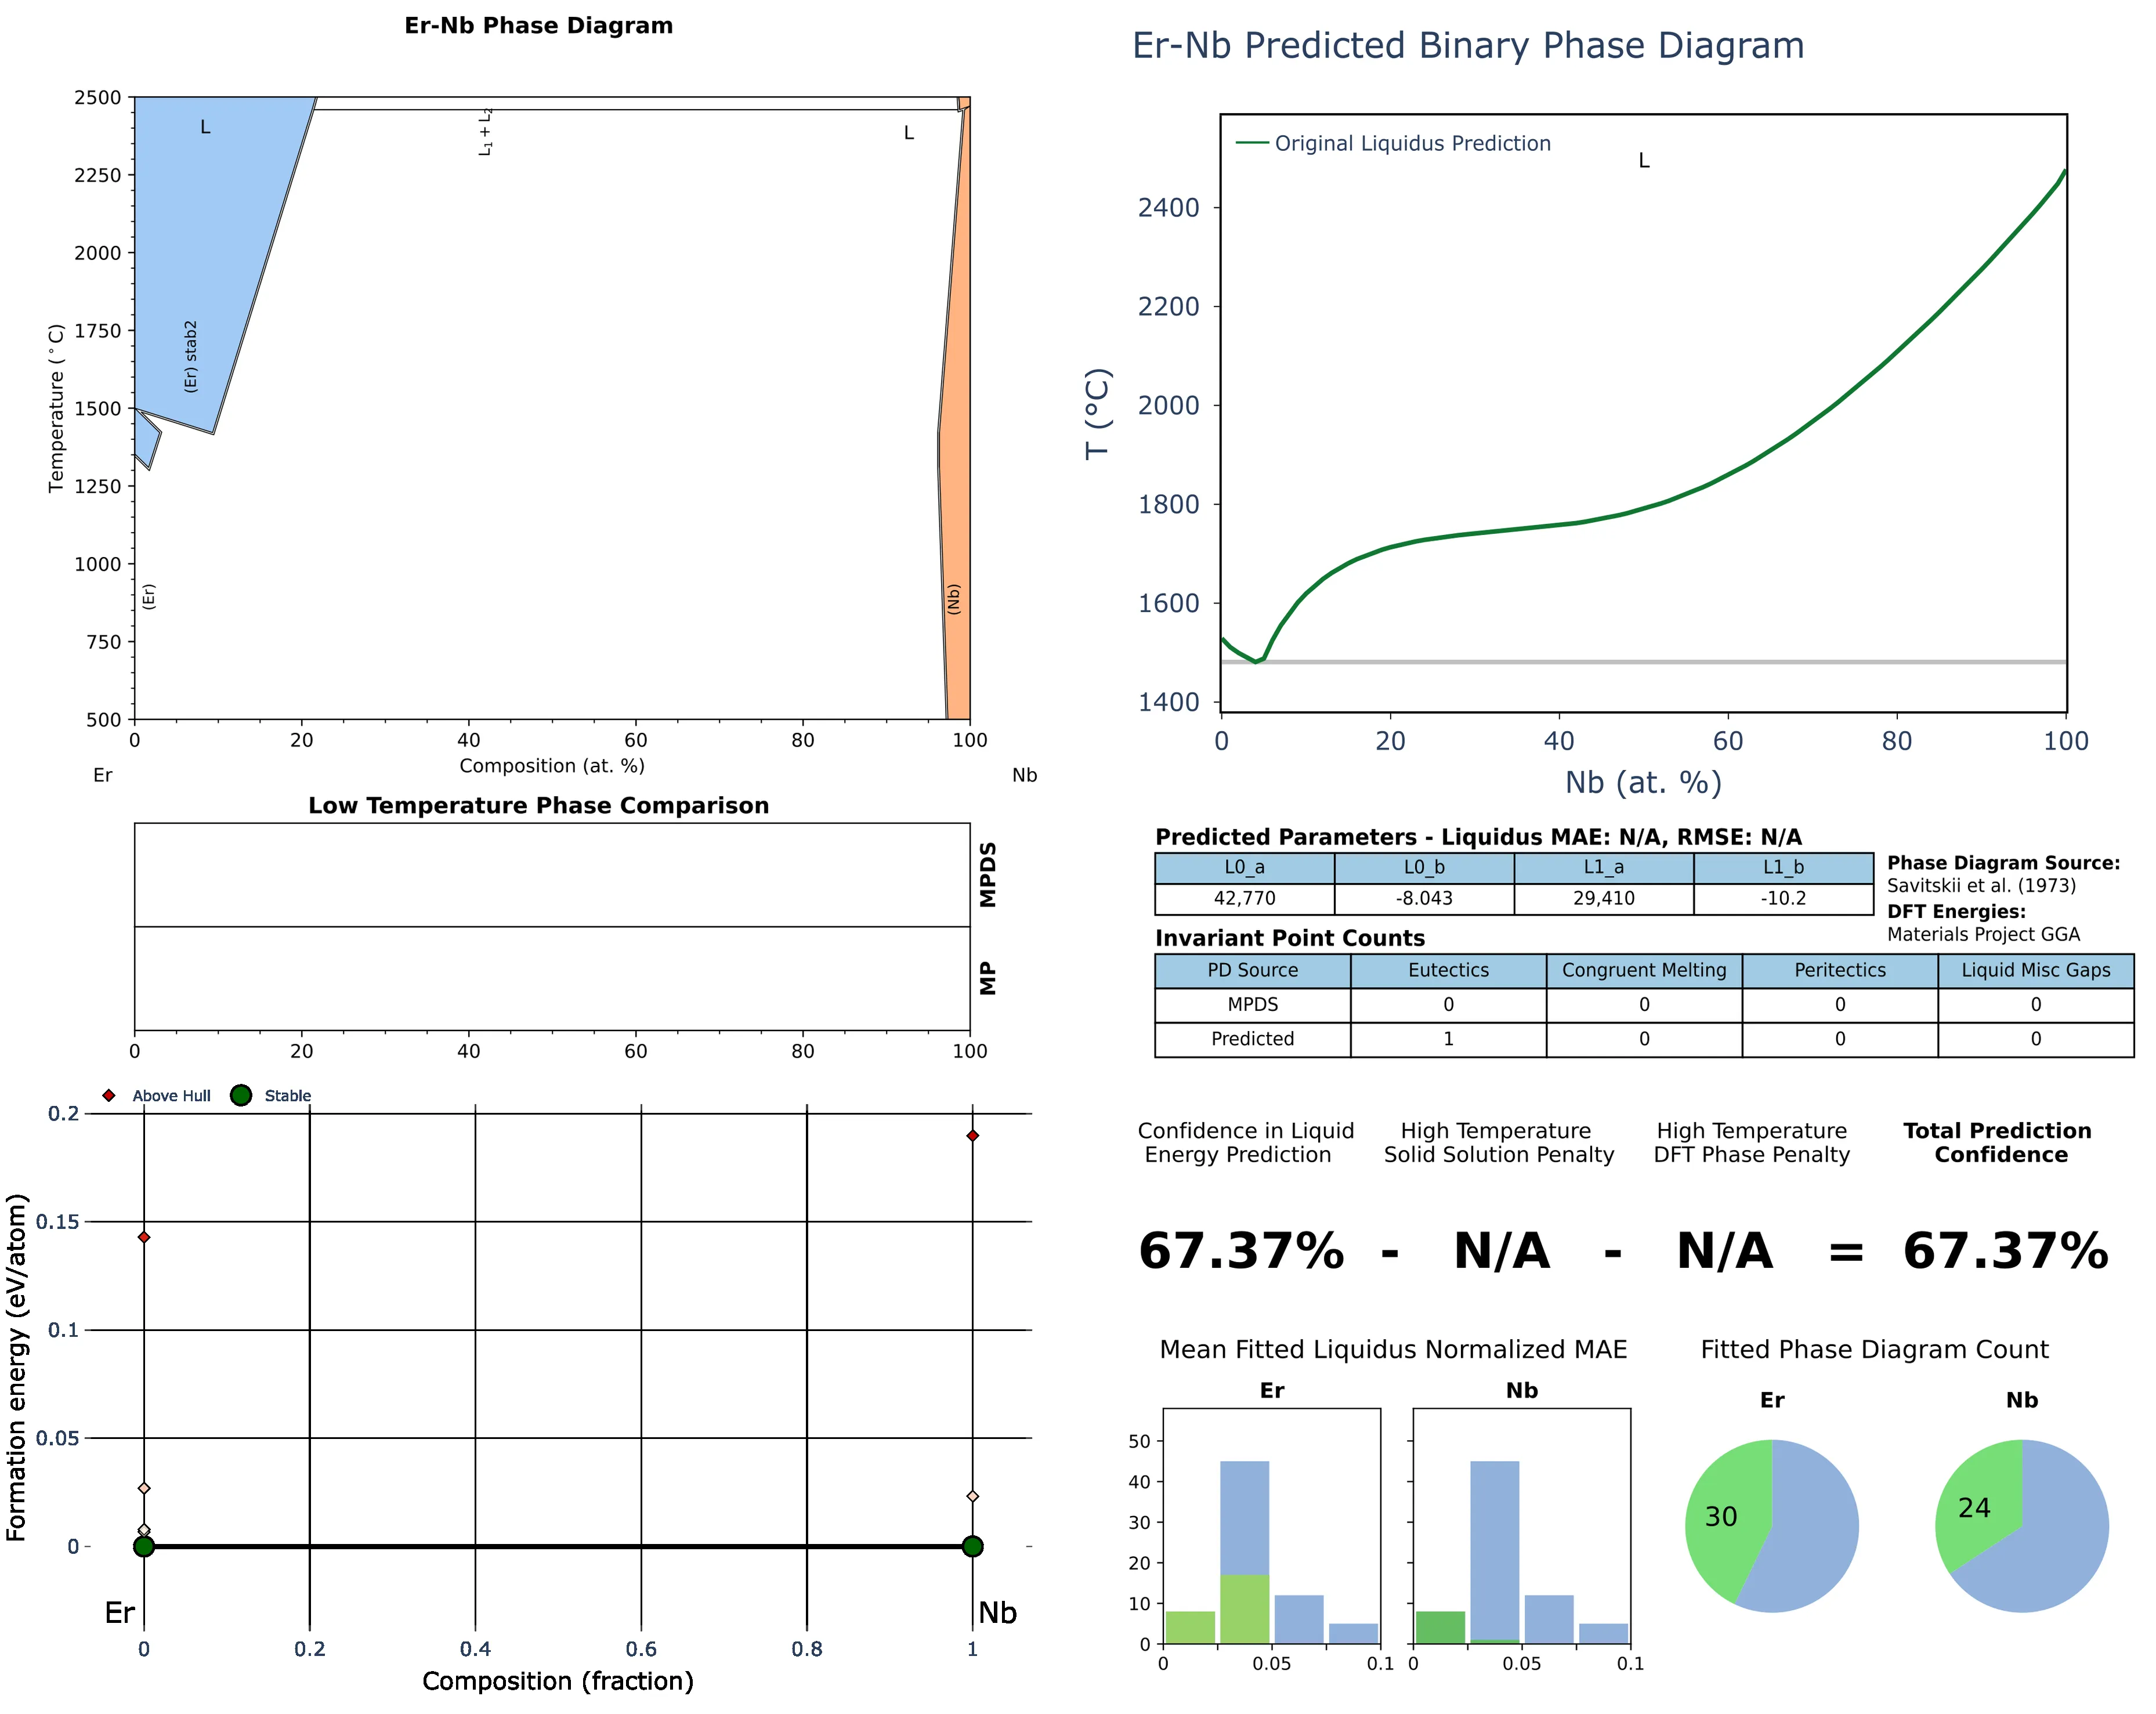 Er-Nb Phase Diagram
2500
2250
2000
1750
1500
1250
1000
750
500
Temperature (°C)
L
L₁ + L₂
L
(Er) stab2
(Er)
(Nb)
0 20 40 60 80 100
Composition (at. %)
Er Nb
Low Temperature Phase Comparison
MPDS
MP
0 20 40 60 80 100
Above Hull Stable
0.2
0.15
0.1
0.05
0
Formation energy (eV/atom)
Er Nb
0 0.2 0.4 0.6 0.8 1
Composition (fraction)
Er-Nb Predicted Binary Phase Diagram
Original Liquidus Prediction
L
2400
2200
2000
1800
1600
1400
T (°C)
0 20 40 60 80 100
Nb (at. %)
Predicted Parameters - Liquidus MAE: N/A, RMSE: N/A
L0_a L0_b L1_a L1_b
42,770 -8.043 29,410 -10.2
Phase Diagram Source:
Savitskii et al. (1973)
DFT Energies:
Materials Project GGA
Invariant Point Counts
PD Source Eutectics Congruent Melting Peritectics Liquid Misc Gaps
MPDS 0 0 0 0
Predicted 1 0 0 0
Confidence in Liquid Energy Prediction
High Temperature Solid Solution Penalty
High Temperature DFT Phase Penalty
Total Prediction Confidence
67.37% - N/A - N/A = 67.37%
Mean Fitted Liquidus Normalized MAE
Er Nb
50
40
30
20
10
0
0 0.05 0.1 0 0.05 0.1
Fitted Phase Diagram Count
Er Nb
30 24